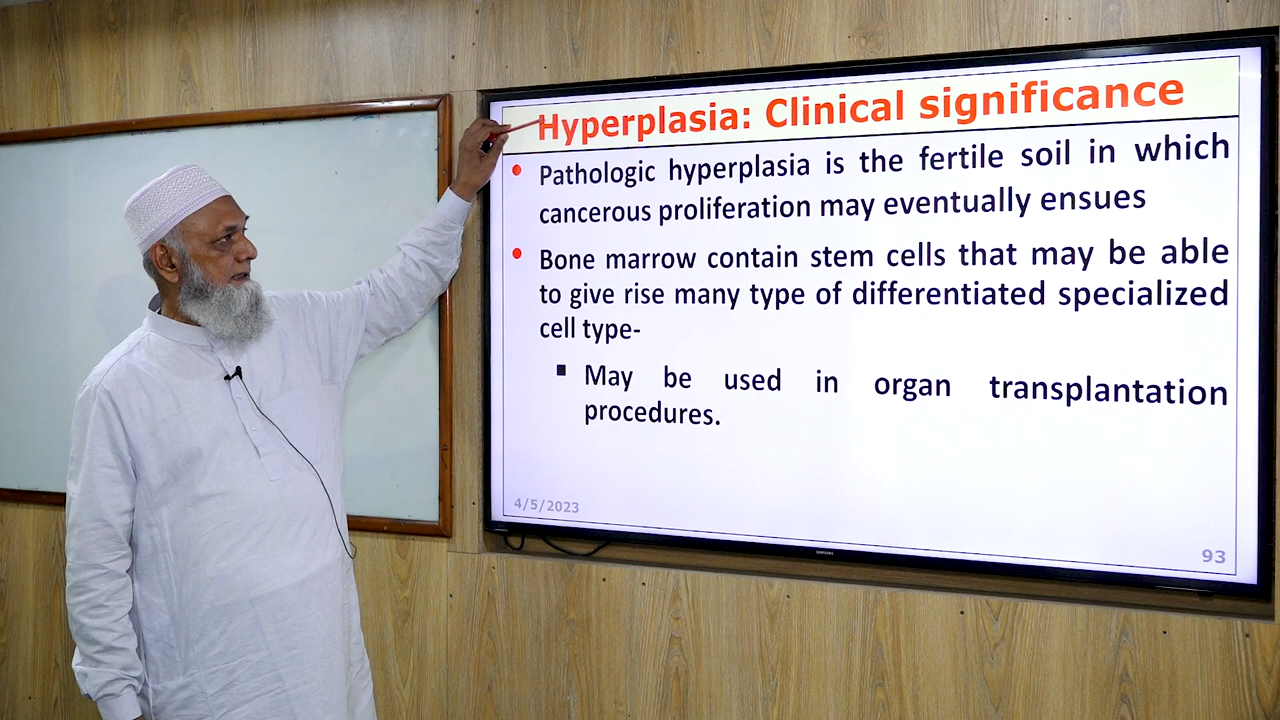 Hyperplasia: Clinical significance
• Pathologic hyperplasia is the fertile soil in which
cancerous proliferation may eventually ensues
• Bone marrow contain stem cells that may be able
to give rise many type of differentiated specialized
cell type-
▪ May be used in organ transplantation
procedures.
4/5/2023
93
SAMSUNG